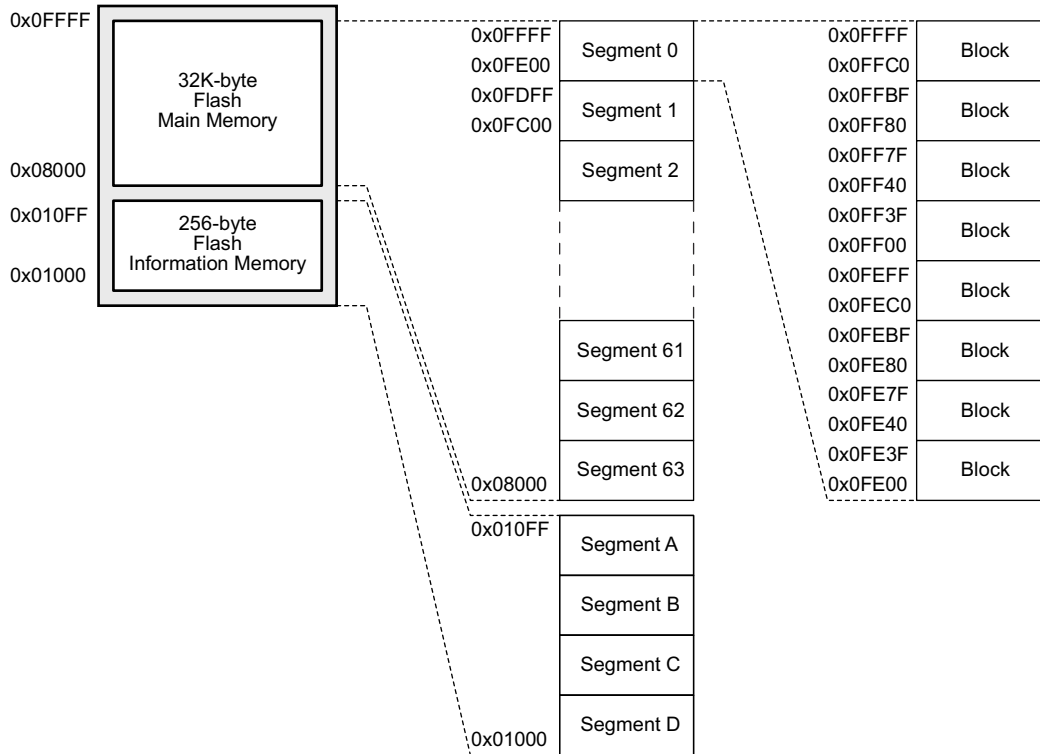 0x0FFFF
32K-byte
Flash
Main Memory
0x08000
0x010FF
256-byte
Flash
Information Memory
0x01000
0x0FFFF
Segment 0
0x0FE00
0x0FDFF
Segment 1
0x0FC00
Segment 2
Segment 61
Segment 62
Segment 63
0x08000
0x010FF
Segment A
Segment B
Segment C
Segment D
0x01000
0x0FFFF
Block
0x0FFC0
0x0FFBF
Block
0x0FF80
0x0FF7F
Block
0x0FF40
0x0FF3F
Block
0x0FF00
0x0FEFF
Block
0x0FEC0
0x0FEBF
Block
0x0FE80
0x0FE7F
Block
0x0FE40
0x0FE3F
Block
0x0FE00